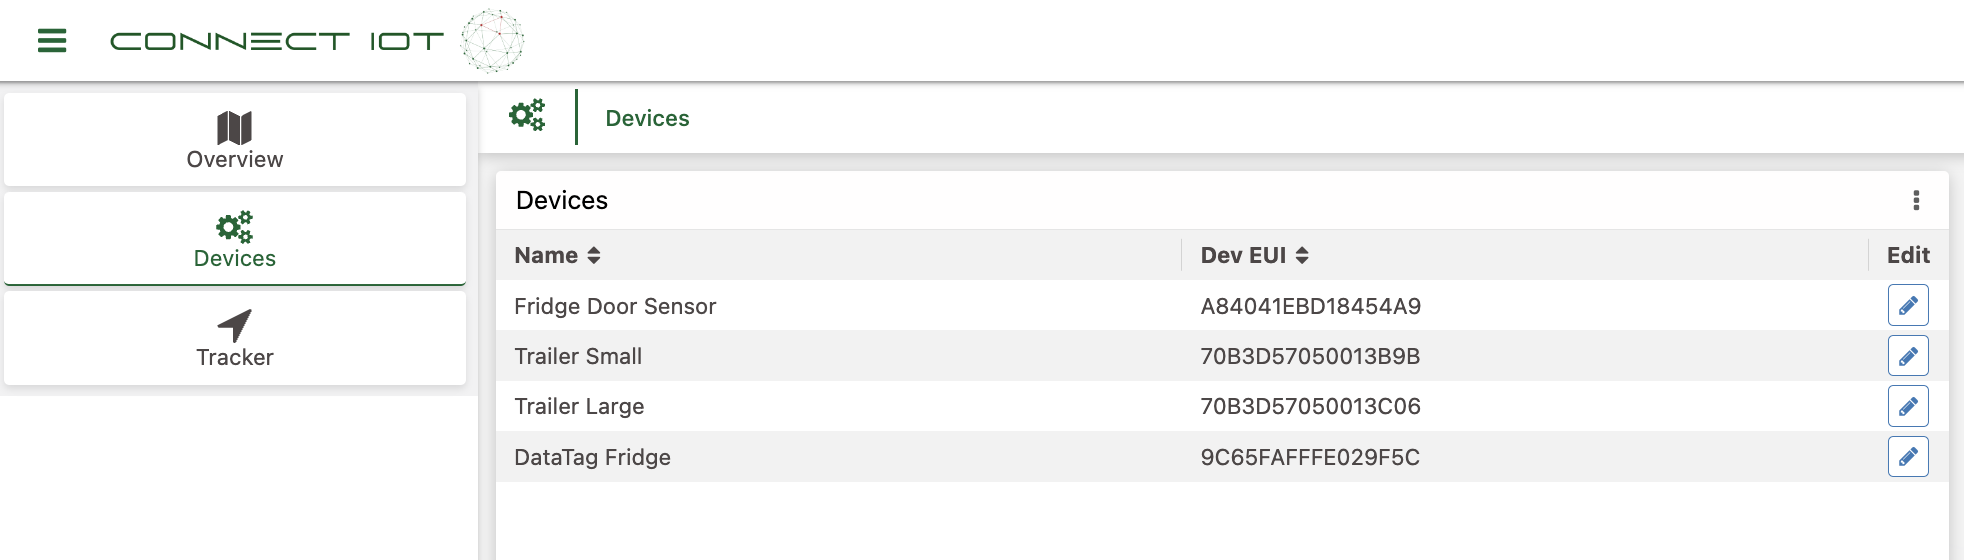 CONNECT IOT
Overview
Devices
Tracker
Devices
Devices
Name Dev EUI Edit
Fridge Door Sensor A84041EBD18454A9
Trailer Small 70B3D57050013B9B
Trailer Large 70B3D57050013C06
DataTag Fridge 9C65FAFFFE029F5C